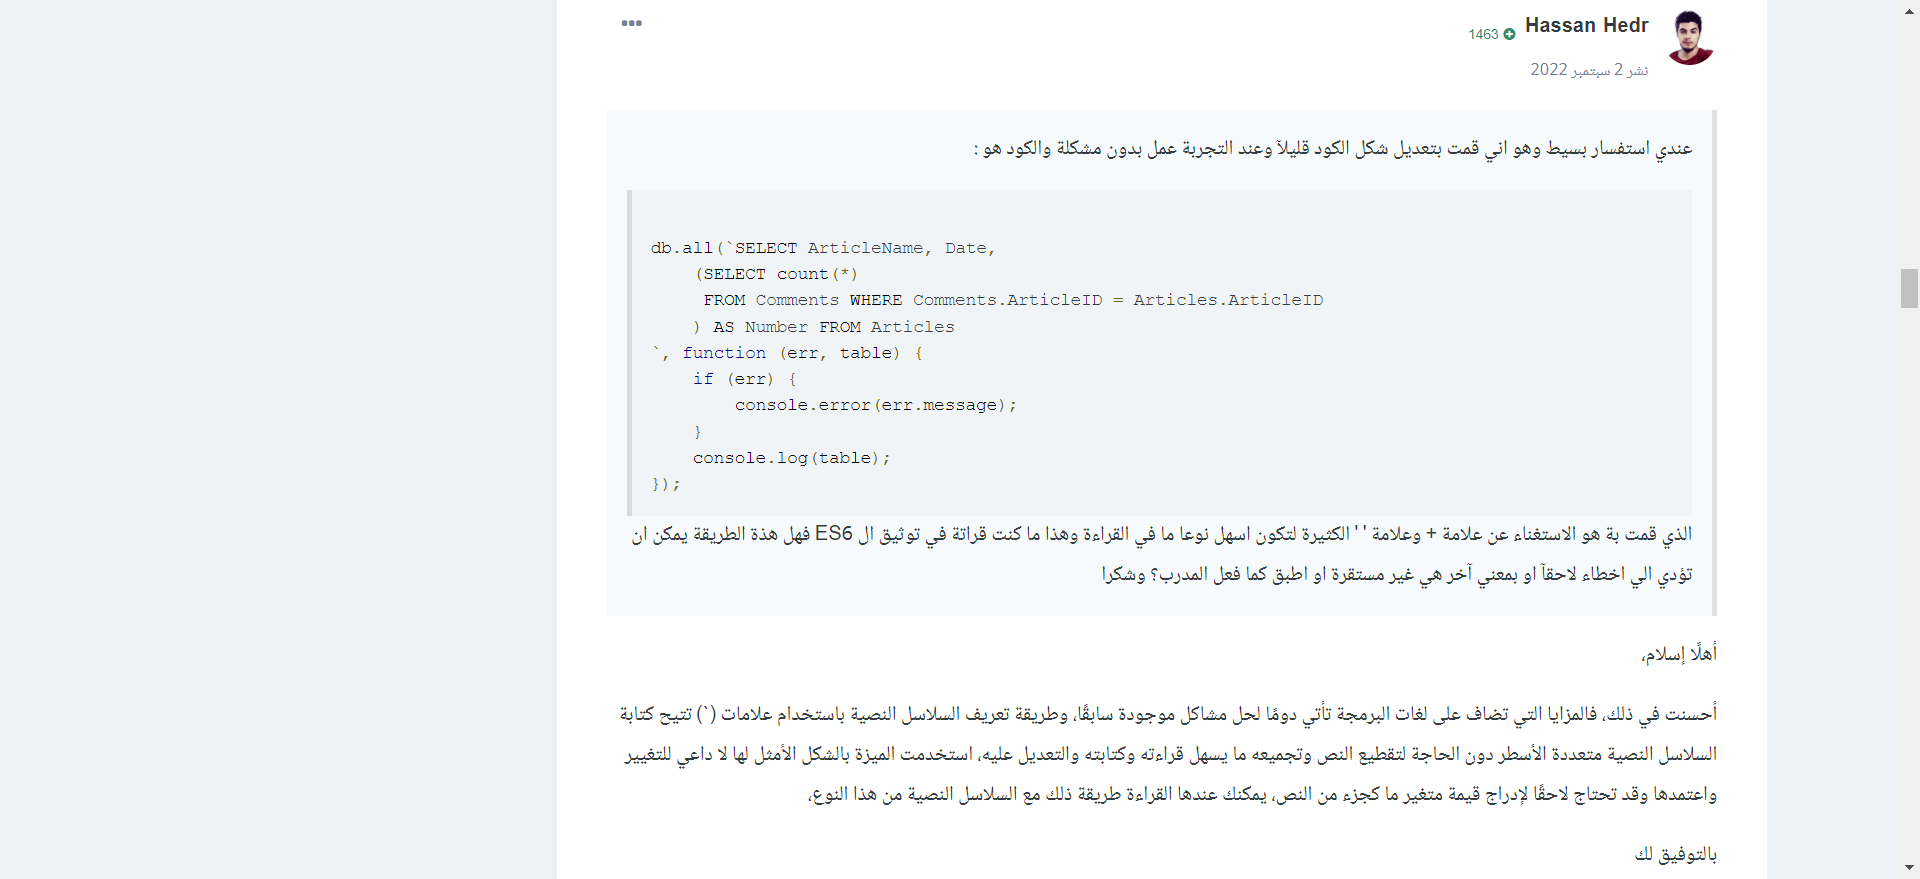 Hassan Hedr
1463
نشر 2 سبتمبر 2022
عندي استفسار بسيط وهو اني قمت بتعديل شكل الكود قليلآ وعند التجربة عمل بدون مشكلة والكود هو :
db.all(`SELECT ArticleName, Date,
(SELECT count(*)
FROM Comments WHERE Comments.ArticleID = Articles.ArticleID
) AS Number FROM Articles
`, function (err, table) {
if (err) {
console.error(err.message);
}
console.log(table);
});
الذي قمت بة هو الاستغناء عن علامة + وعلامة ' ' الكثيرة لتكون اسهل نوعا ما في القراءة وهذا ما كنت قراتة في توثيق ال ES6 فهل هذة الطريقة يمكن ان
تؤدي الي اخطاء لاحقآ او بمعني آخر هي غير مستقرة او اطبق كما فعل المدرب؟ وشكرا
أهلًا إسلام،
أحسنت في ذلك، فالمزايا التي تضاف على لغات البرمجة تأتي دومًا لحل مشاكل موجودة سابقًا، وطريقة تعريف السلاسل النصية باستخدام علامات (`) تتيح كتابة
السلاسل النصية متعددة الأسطر دون الحاجة لتقطيع النص وتجميعه ما يسهل قراءته وكتابته والتعديل عليه، استخدمت الميزة بالشكل الأمثل لها لا داعي للتغيير
واعتمدها وقد تحتاج لاحقًا لإدراج قيمة متغير ما كجزء من النص، يمكنك عندها القراءة طريقة ذلك مع السلاسل النصية من هذا النوع،
بالتوفيق لك